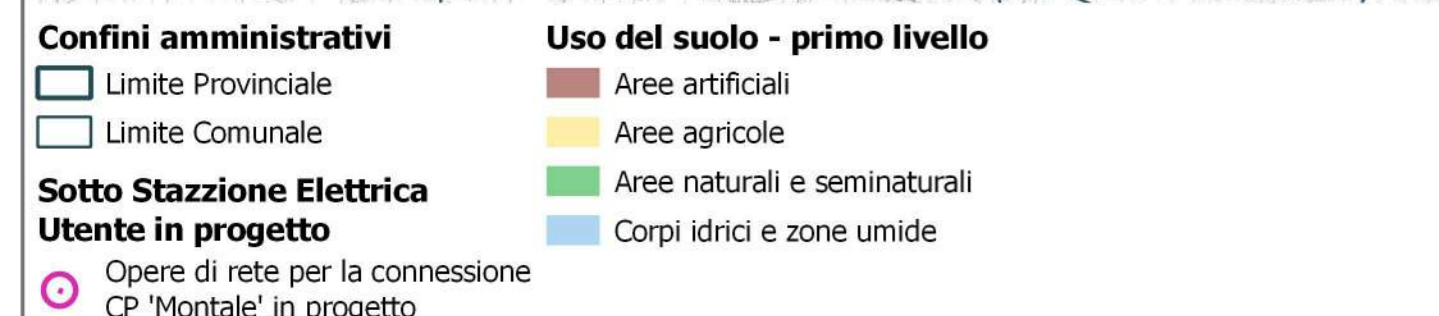 Confini amministrativi
Limite Provinciale
Limite Comunale
Sotto Stazzione Elettrica
Utente in progetto
Opere di rete per la connessione
CP 'Montale' in progetto
Uso del suolo - primo livello
Aree artificiali
Aree agricole
Aree naturali e seminaturali
Corpi idrici e zone umide